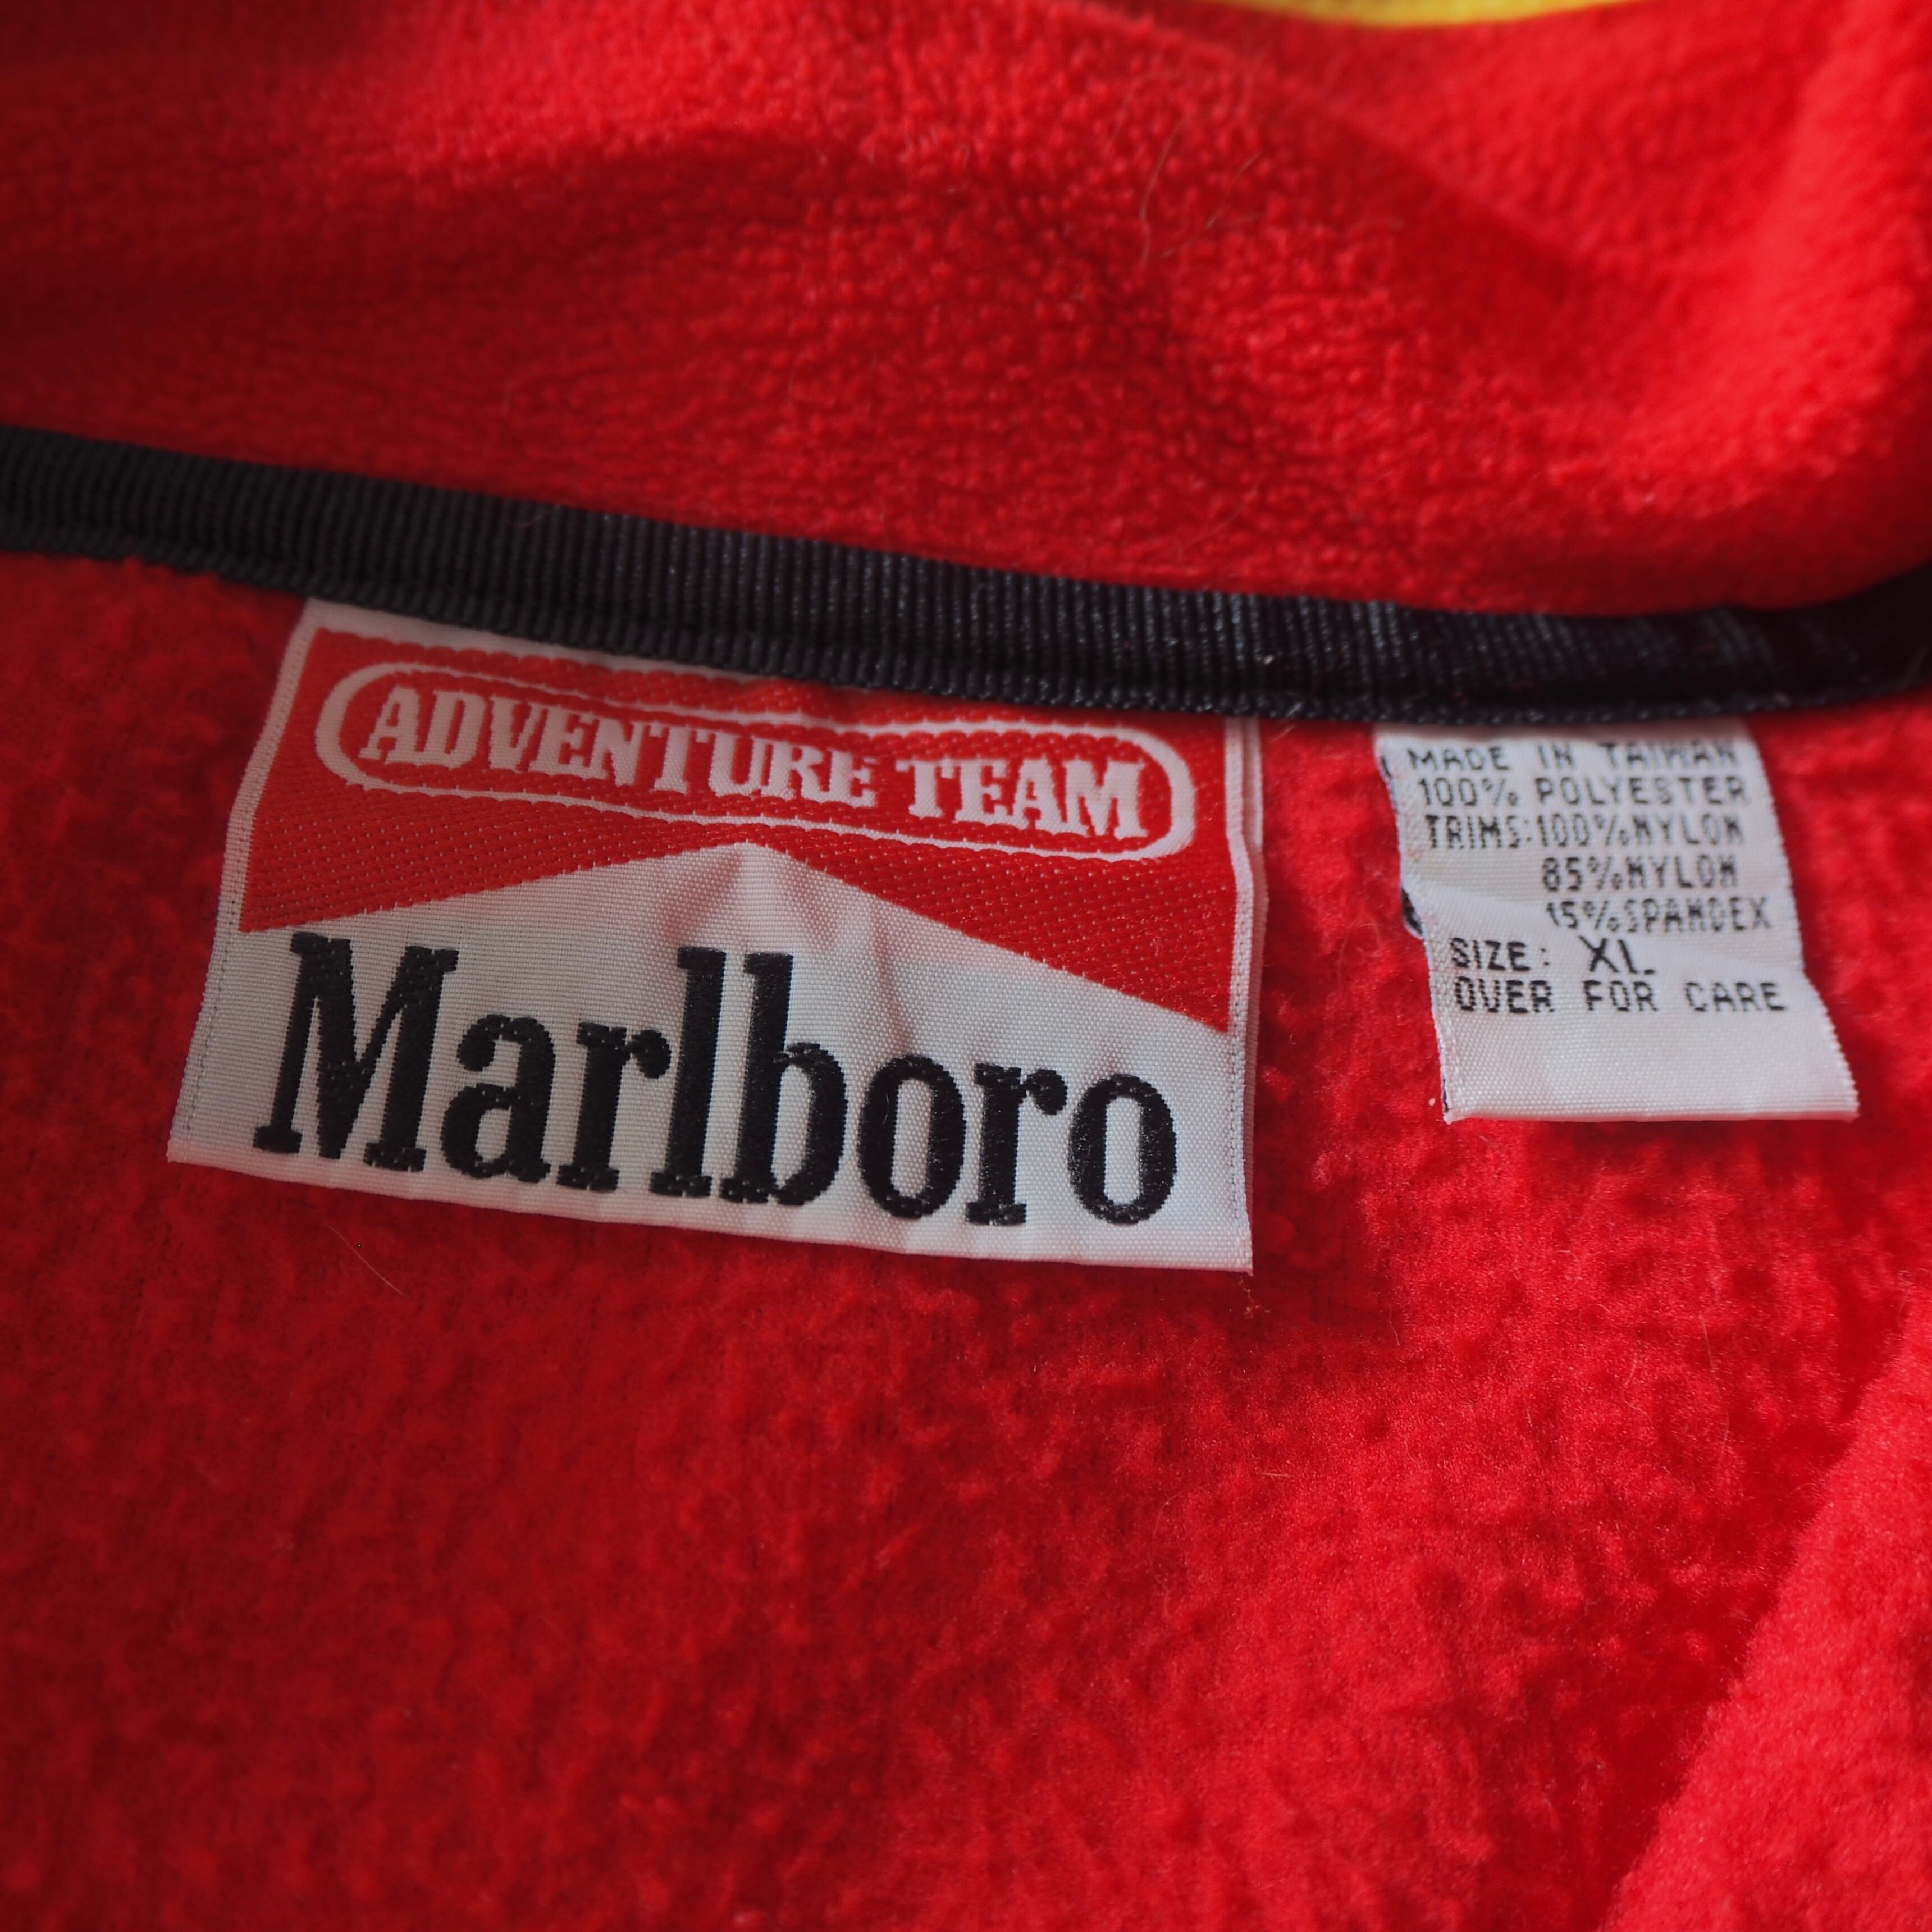 ADVENTURE TEAM
Marlboro
MADE IN TAIWAN
100% POLYESTER
TRIMS:100%NYLON
85%NYLON
15%SPANDEX
SIZE: XL
OVER FOR CARE